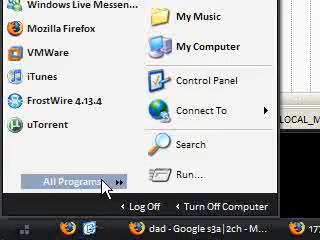 Windows Live Messen...
Mozilla Firefox
VMWare
iTunes
FrostWire 4.13.4
uTorrent
All Programs
My Music
My Computer
Control Panel
Connect To
Search
Run...
Log Off
Turn Off Computer
LOCAL_M
dad - Google s3a|2ch - M...
177